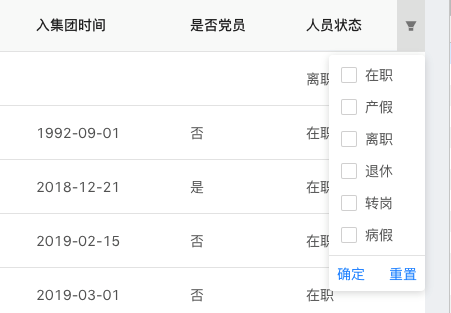 入集团时间 是否党员 人员状态
离职
1992-09-01 否 在职
2018-12-21 是 在职
2019-02-15 否 在职
2019-03-01 否 在职
在职
产假
离职
退休
转岗
病假
确定 重置